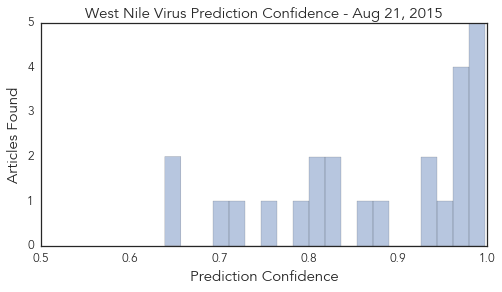 West Nile Virus Prediction Confidence - Aug 21, 2015
5
4
3
2
1
0
Articles Found
0.5 0.6 0.7 0.8 0.9 1.0
Prediction Confidence